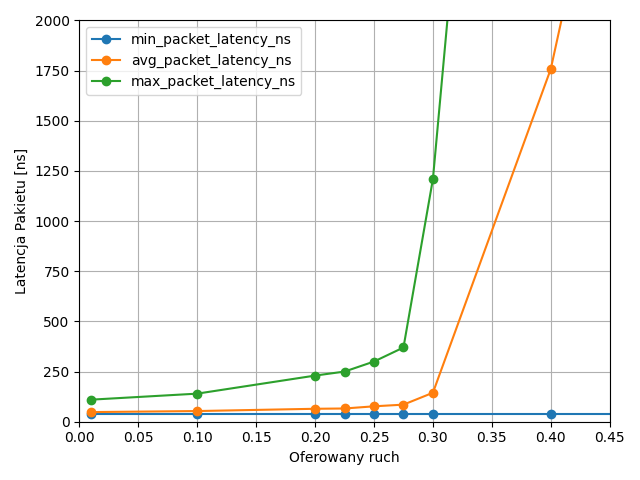 2000
1750
1500
1250
1000
750
500
250
0
Latencja Pakietu [ns]
min_packet_latency_ns
avg_packet_latency_ns
max_packet_latency_ns
0.00 0.05 0.10 0.15 0.20 0.25 0.30 0.35 0.40 0.45
Oferowany ruch